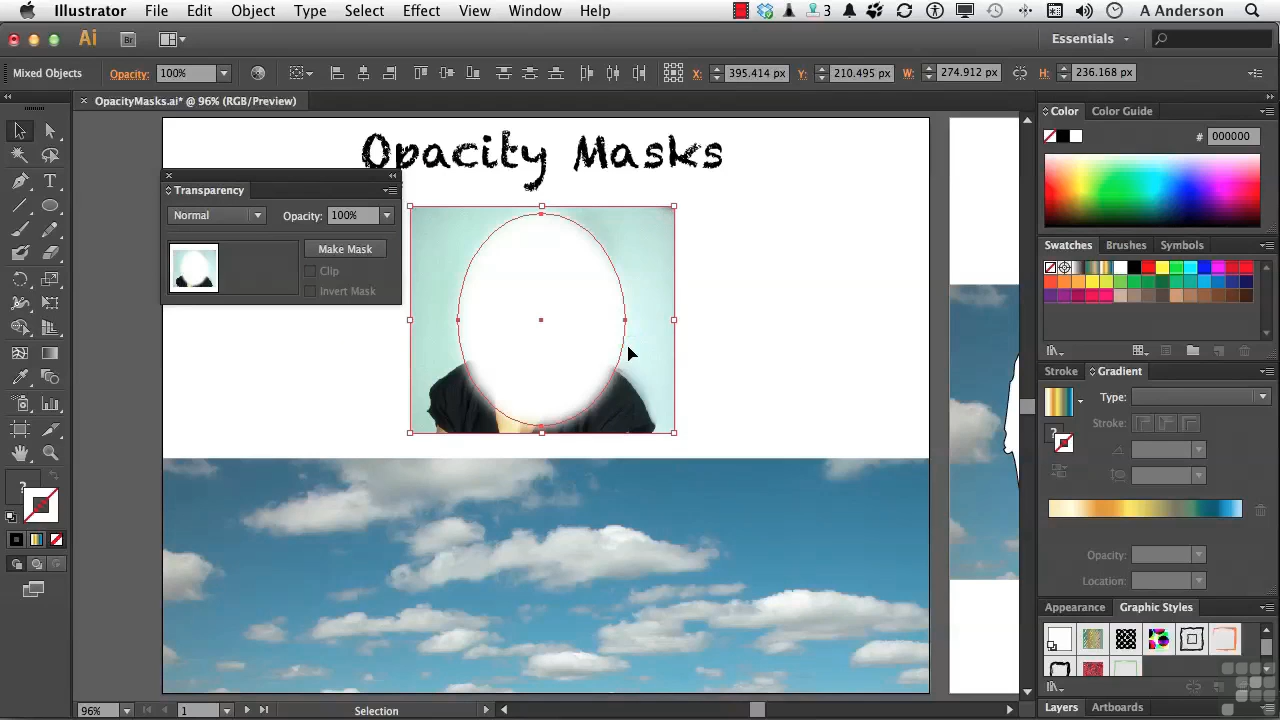 Illustrator File Edit Object Type Select Effect View Window Help 3 A Anderson
Ai Br Essentials
Mixed Objects Opacity: 100% X: 395.414 px Y: 210.495 px W: 274.912 px H: 236.168 px
OpacityMasks.ai* @ 96% (RGB/Preview)
Opacity Masks
Transparency
Normal Opacity: 100%
Make Mask
Clip
Invert Mask
Color Color Guide
# 000000
Swatches Brushes Symbols
Stroke Gradient
Type:
Stroke:
Opacity:
Location:
Appearance Graphic Styles
Layers Artboards
96% 1 Selection